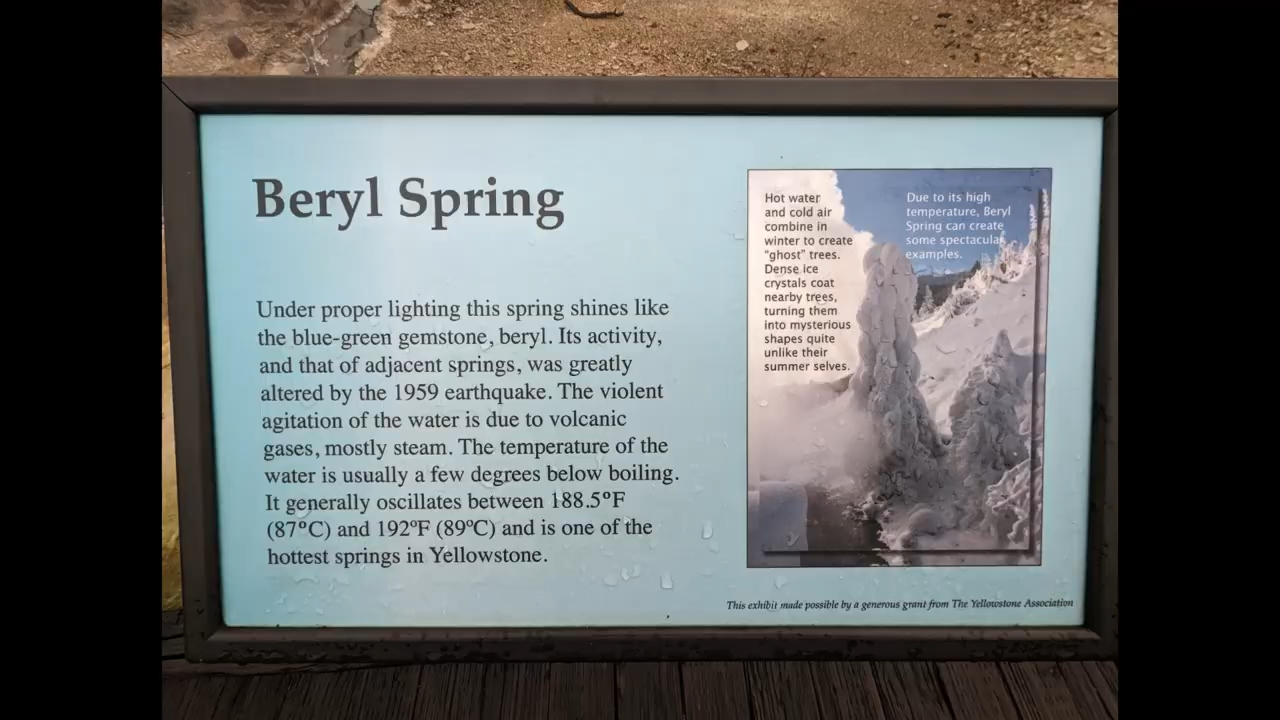 Beryl Spring
Under proper lighting this spring shines like
the blue-green gemstone, beryl. Its activity,
and that of adjacent springs, was greatly
altered by the 1959 earthquake. The violent
agitation of the water is due to volcanic
gases, mostly steam. The temperature of the
water is usually a few degrees below boiling.
It generally oscillates between 188.5°F
(87°C) and 192ºF (89ºC) and is one of the
hottest springs in Yellowstone.
Hot water
and cold air
combine in
winter to create
“ghost” trees.
Dense ice
crystals coat
nearby trees,
turning them
into mysterious
shapes quite
unlike their
summer selves.
Due to its high
temperature, Beryl
Spring can create
some spectacular
examples.
This exhibit made possible by a generous grant from The Yellowstone Association